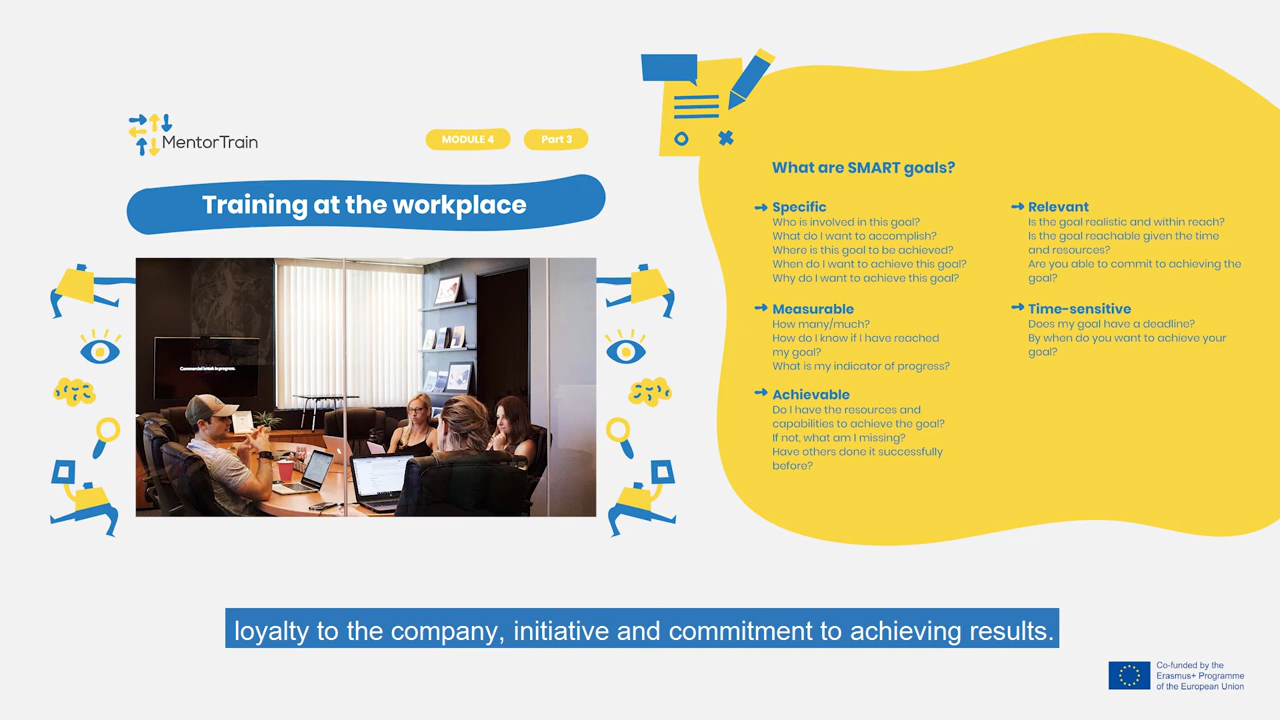 MentorTrain
MODULE 4
Part 3
Training at the workplace
Commercial break in progress.
What are SMART goals?
Specific
Who is involved in this goal?
What do I want to accomplish?
Where is this goal to be achieved?
When do I want to achieve this goal?
Why do I want to achieve this goal?
Measurable
How many/much?
How do I know if I have reached
my goal?
What is my indicator of progress?
Achievable
Do I have the resources and
capabilities to achieve the goal?
If not, what am I missing?
Have others done it successfully
before?
Relevant
Is the goal realistic and within reach?
Is the goal reachable given the time
and resources?
Are you able to commit to achieving the
goal?
Time-sensitive
Does my goal have a deadline?
By when do you want to achieve your
goal?
loyalty to the company, initiative and commitment to achieving results.
Co-funded by the
Erasmus+ Programme
of the European Union